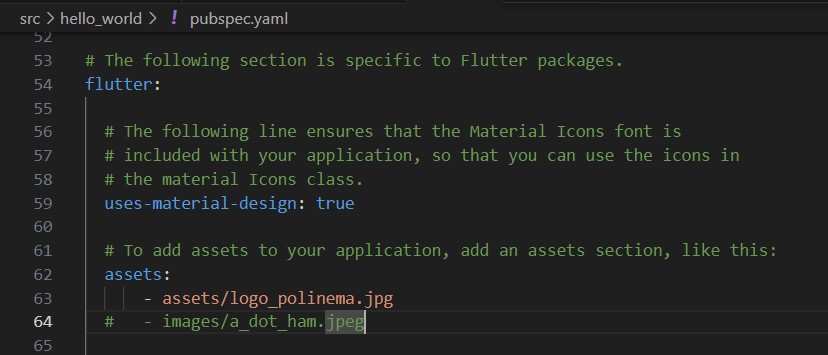 src > hello_world > ! pubspec.yaml
52
53 # The following section is specific to Flutter packages.
54 flutter:
55
56 # The following line ensures that the Material Icons font is
57 # included with your application, so that you can use the icons in
58 # the material Icons class.
59 uses-material-design: true
60
61 # To add assets to your application, add an assets section, like this:
62 assets:
63 - assets/logo_polinema.jpg
64 # - images/a_dot_ham.jpeg
65